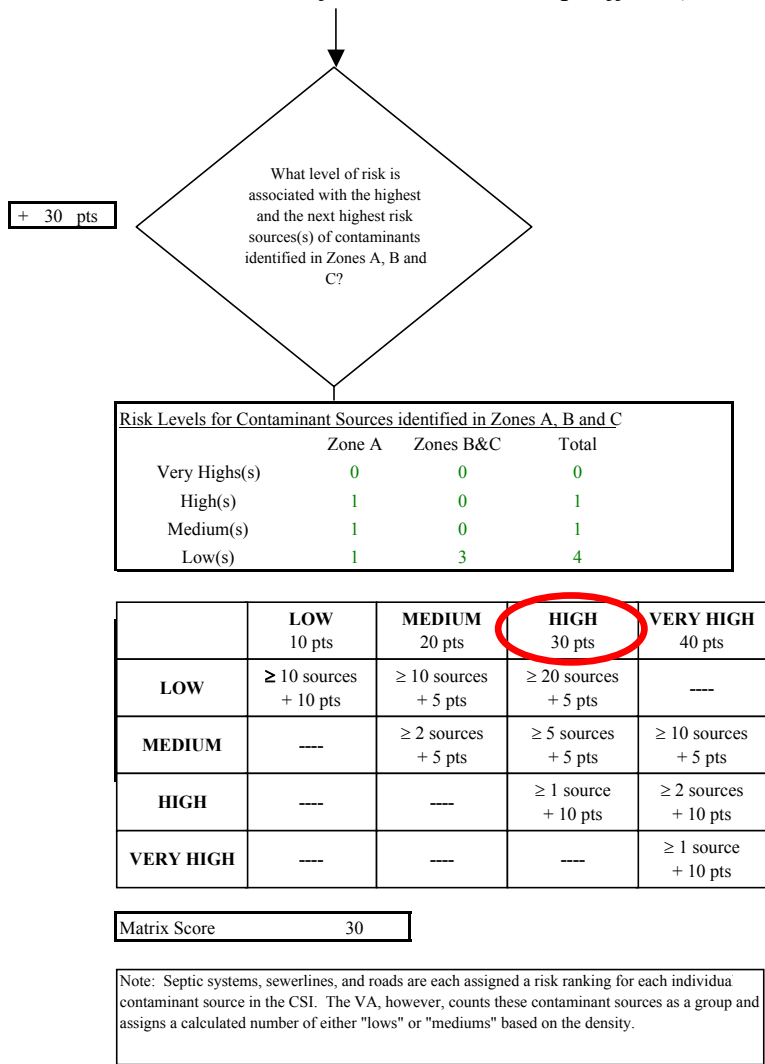 What level of risk is
associated with the highest
and the next highest risk
sources(s) of contaminants
identified in Zones A, B and
C?
+ 30 pts
Risk Levels for Contaminant Sources identified in Zones A, B and C
Zone A Zones B&C Total
Very Highs(s) 0 0 0
High(s) 1 0 1
Medium(s) 1 0 1
Low(s) 1 3 4
LOW MEDIUM HIGH VERY HIGH
10 pts 20 pts 30 pts 40 pts
LOW ≥ 10 sources ≥ 10 sources ≥ 20 sources ----
+ 10 pts + 5 pts + 5 pts
MEDIUM ---- ≥ 2 sources ≥ 5 sources ≥ 10 sources
+ 5 pts + 5 pts + 5 pts
HIGH ---- ---- ≥ 1 source ≥ 2 sources
+ 10 pts + 10 pts
VERY HIGH ---- ---- ---- ≥ 1 source
+ 10 pts
Matrix Score 30
Note: Septic systems, sewerlines, and roads are each assigned a risk ranking for each individua
contaminant source in the CSI. The VA, however, counts these contaminant sources as a group and
assigns a calculated number of either "lows" or "mediums" based on the density.